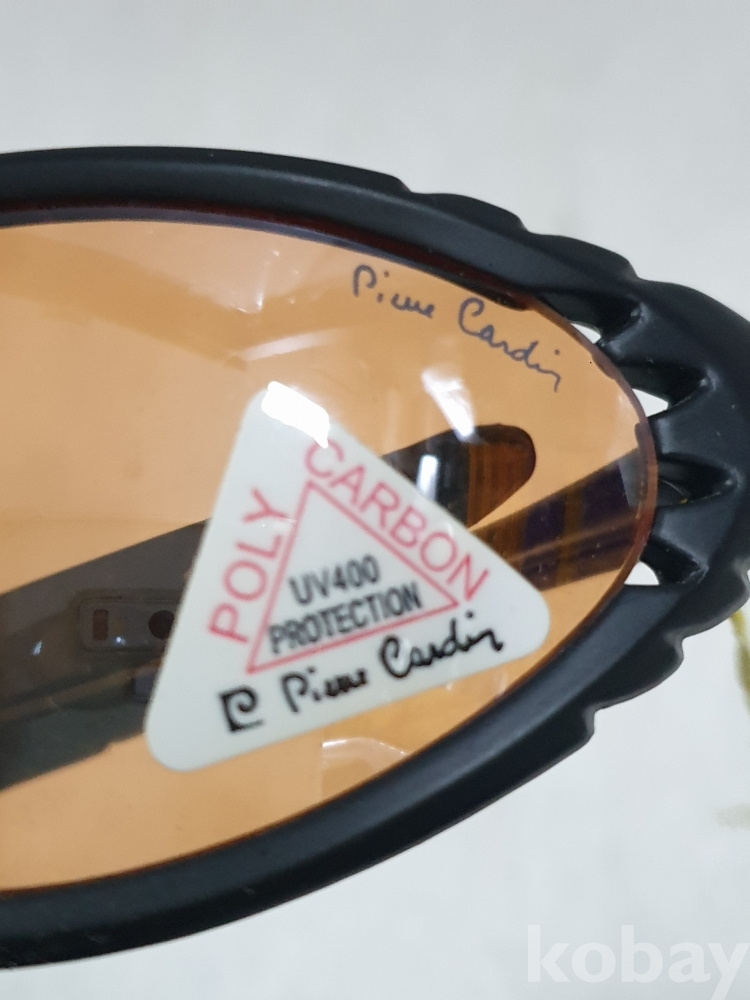 Pierre Cardin
POLY CARBON
UV400
PROTECTION
Pierre Cardin
kobay